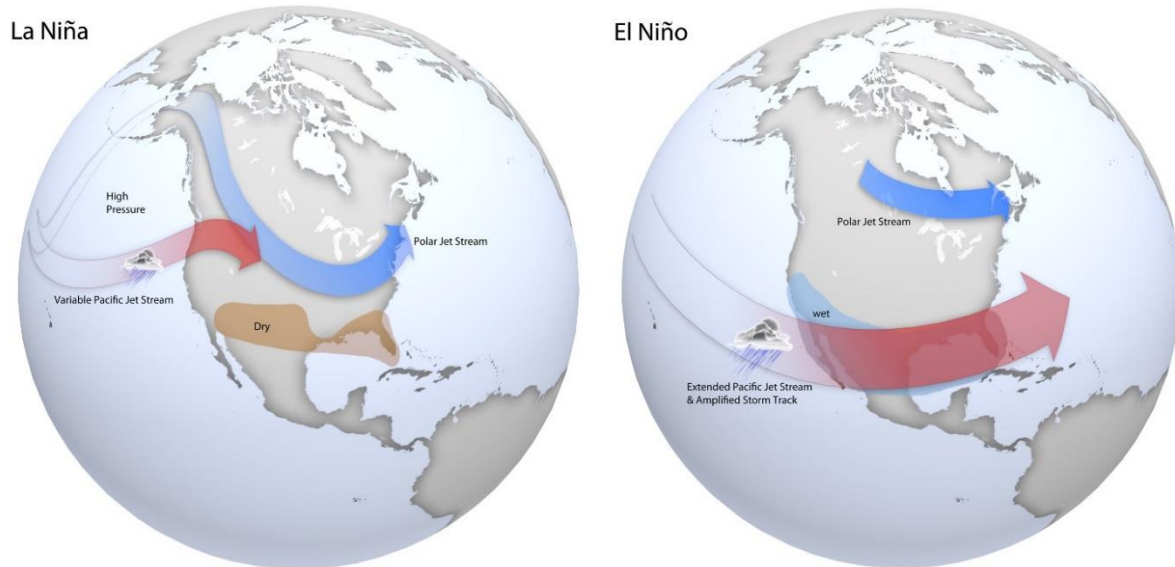 La Niña
High
Pressure
Variable Pacific Jet Stream
Polar Jet Stream
Dry
El Niño
Polar Jet Stream
wet
Extended Pacific Jet Stream
& Amplified Storm Track